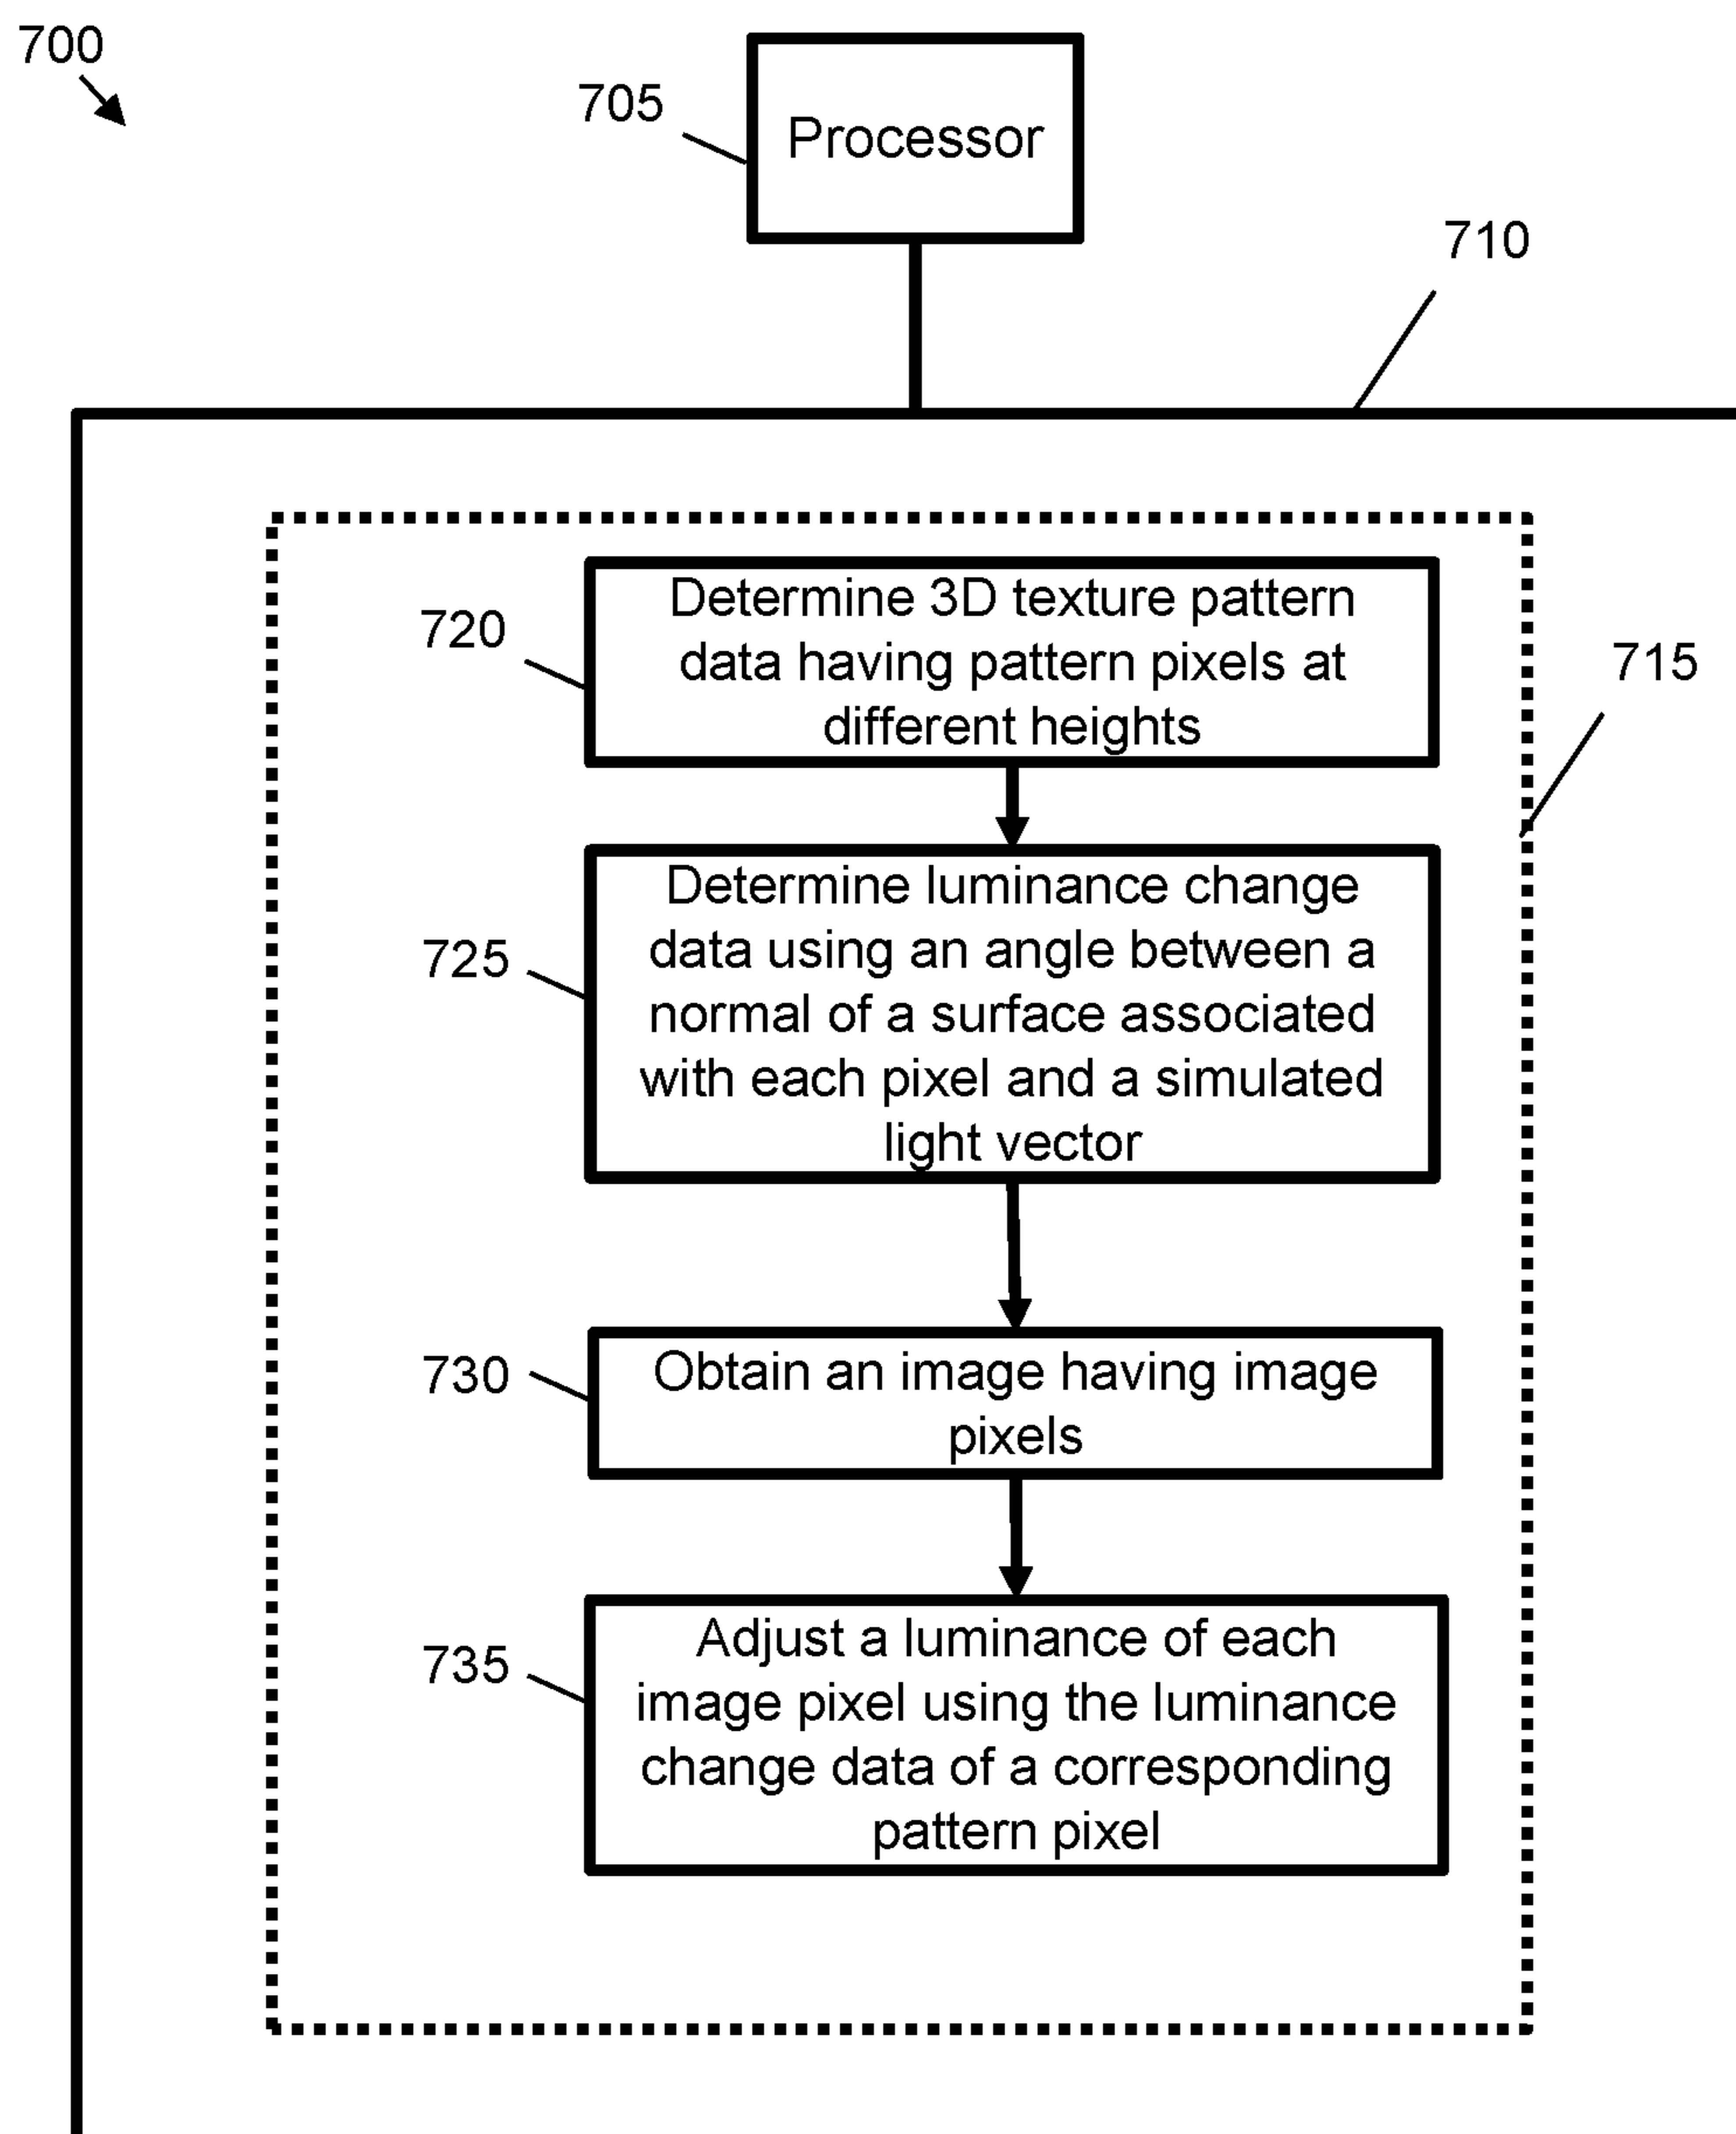 700
705
Processor
710
715
720
Determine 3D texture pattern
data having pattern pixels at
different heights
725
Determine luminance change
data using an angle between a
normal of a surface associated
with each pixel and a simulated
light vector
730
Obtain an image having image
pixels
735
Adjust a luminance of each
image pixel using the luminance
change data of a corresponding
pattern pixel